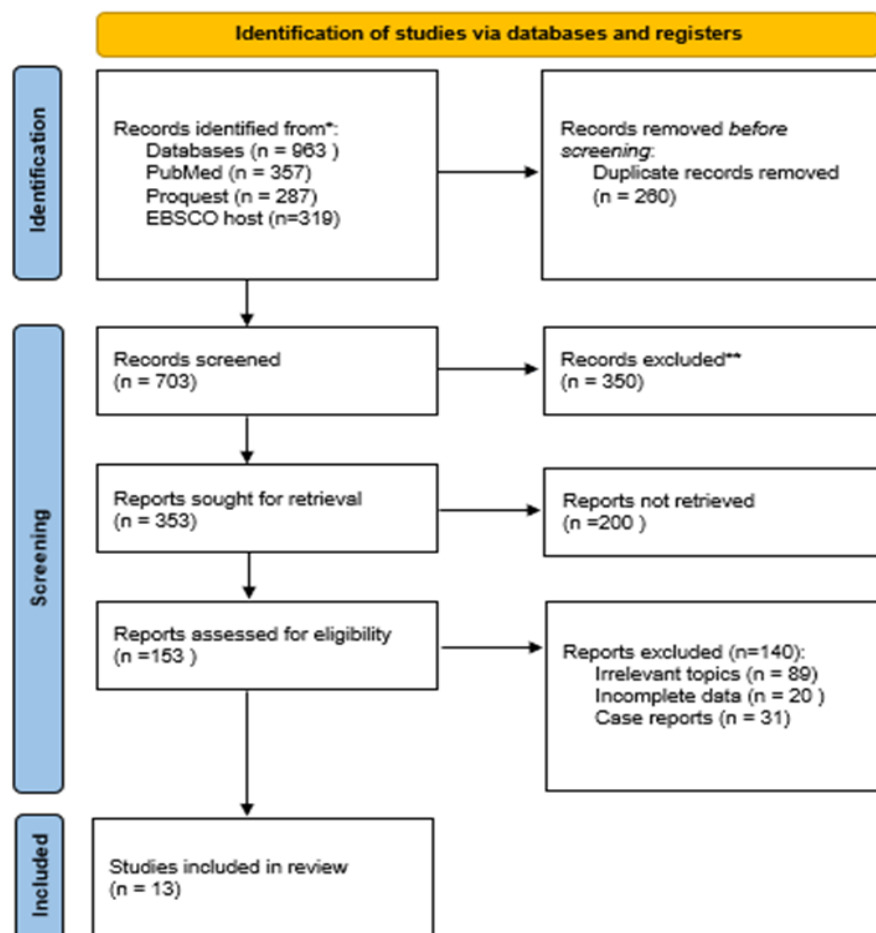 Identification of studies via databases and registers
Identification
Records identified from*:
Databases (n = 963 )
PubMed (n = 357)
Proquest (n = 287)
EBSCO host (n=319)
Records removed before
screening:
Duplicate records removed
(n = 260)
Screening
Records screened
(n = 703)
Records excluded**
(n = 350)
Reports sought for retrieval
(n = 353)
Reports not retrieved
(n =200 )
Reports assessed for eligibility
(n =153 )
Reports excluded (n=140):
Irrelevant topics (n = 89)
Incomplete data (n = 20 )
Case reports (n = 31)
Included
Studies included in review
(n = 13)